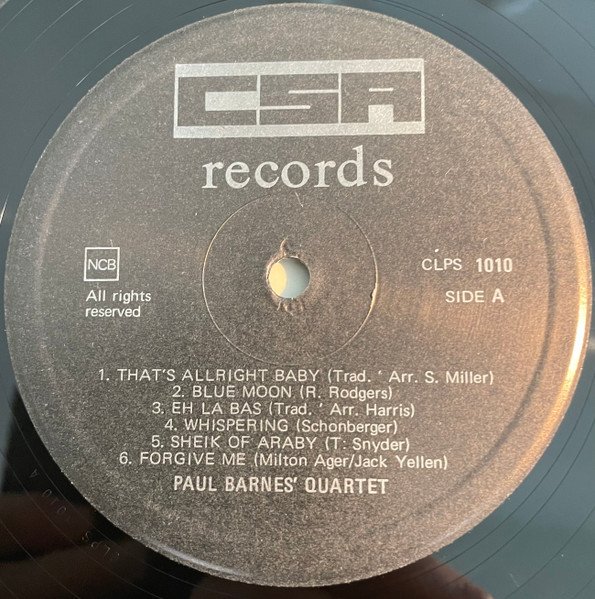 CSA
records
NCB
All rights
reserved
CLPS 1010
SIDE A
1. THAT'S ALLRIGHT BABY (Trad. ' Arr. S. Miller)
2. BLUE MOON (R. Rodgers)
3. EH LA BAS (Trad. ' Arr. Harris)
4. WHISPERING (Schonberger)
5. SHEIK OF ARABY (T: Snyder)
6. FORGIVE ME (Milton Ager/Jack Yellen)
PAUL BARNES' QUARTET